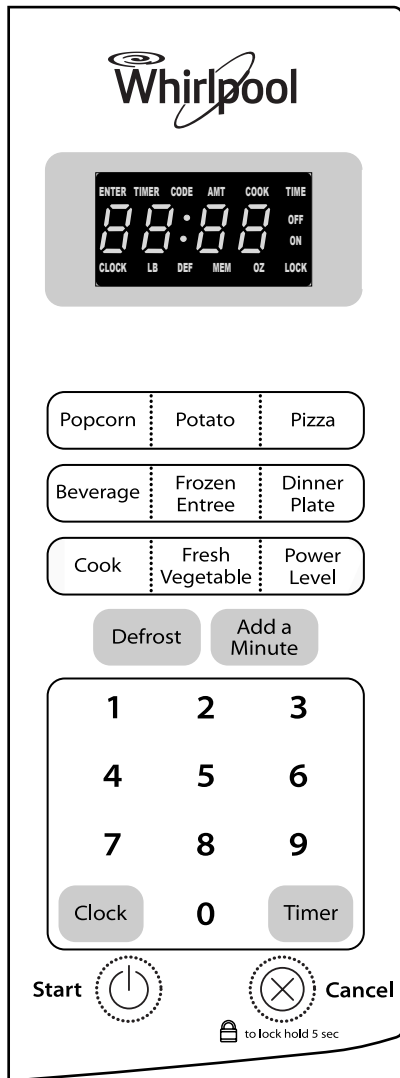 Whirlpool
ENTER TIMER CODE AMT COOK TIME
88:88 OFF
ON
CLOCK LB DEF MEM OZ LOCK
Popcorn Potato Pizza
Beverage Frozen Entree Dinner Plate
Cook Fresh Vegetable Power Level
Defrost Add a Minute
1 2 3
4 5 6
7 8 9
Clock 0 Timer
Start Cancel
to lock hold 5 sec